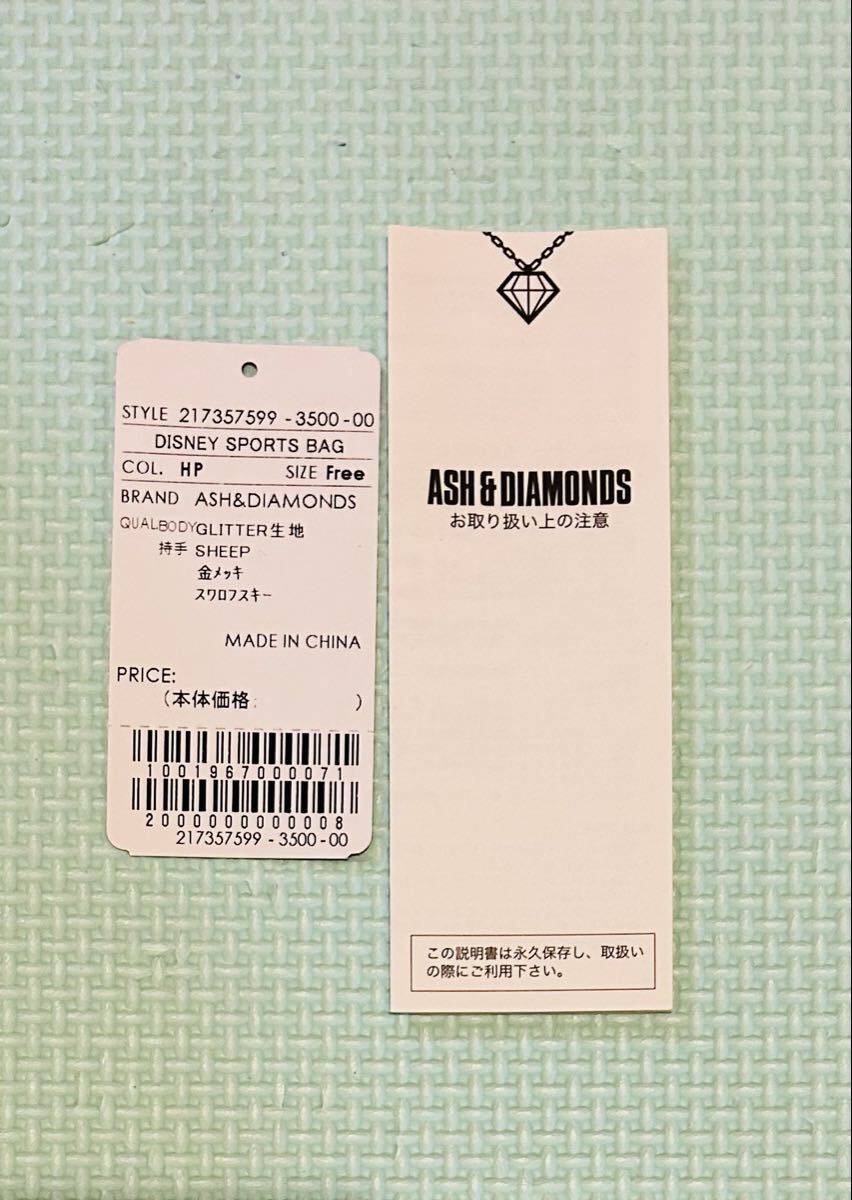 STYLE 217357599 -3500-00
DISNEY SPORTS BAG
COL. HP SIZE Free
BRAND ASH&DIAMONDS
QUAL:BODYGLITTER生地
持手 SHEEP
金メッキ
スワロフスキー
MADE IN CHINA
PRICE:
(本体価格: )
1001967000071
2000000000008
217357599 -3500-00
ASH & DIAMONDS
お取り扱い上の注意
この説明書は永久保存し、取扱い
の際にご利用下さい。